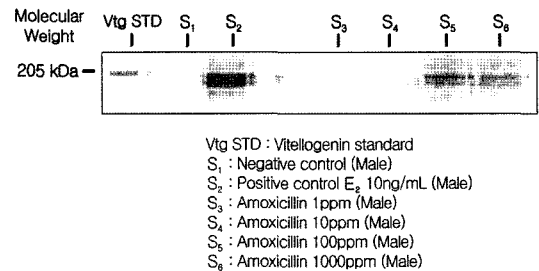 Molecular Weight Vtg STD S₁ S₂ S₃ S₄ S₅ S₆
205 kDa
Vtg STD : Vitellogenin standard
S₁ : Negative control (Male)
S₂ : Positive control E₂ 10ng/mL (Male)
S₃ : Amoxicillin 1ppm (Male)
S₄ : Amoxicillin 10ppm (Male)
S₅ : Amoxicillin 100ppm (Male)
S₆ : Amoxicillin 1000ppm (Male)